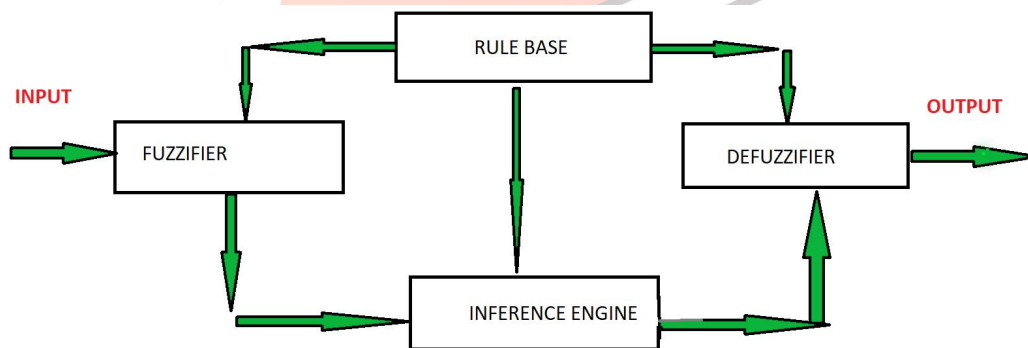 RULE BASE
INPUT
OUTPUT
FUZZIFIER
DEFUZZIFIER
INFERENCE ENGINE